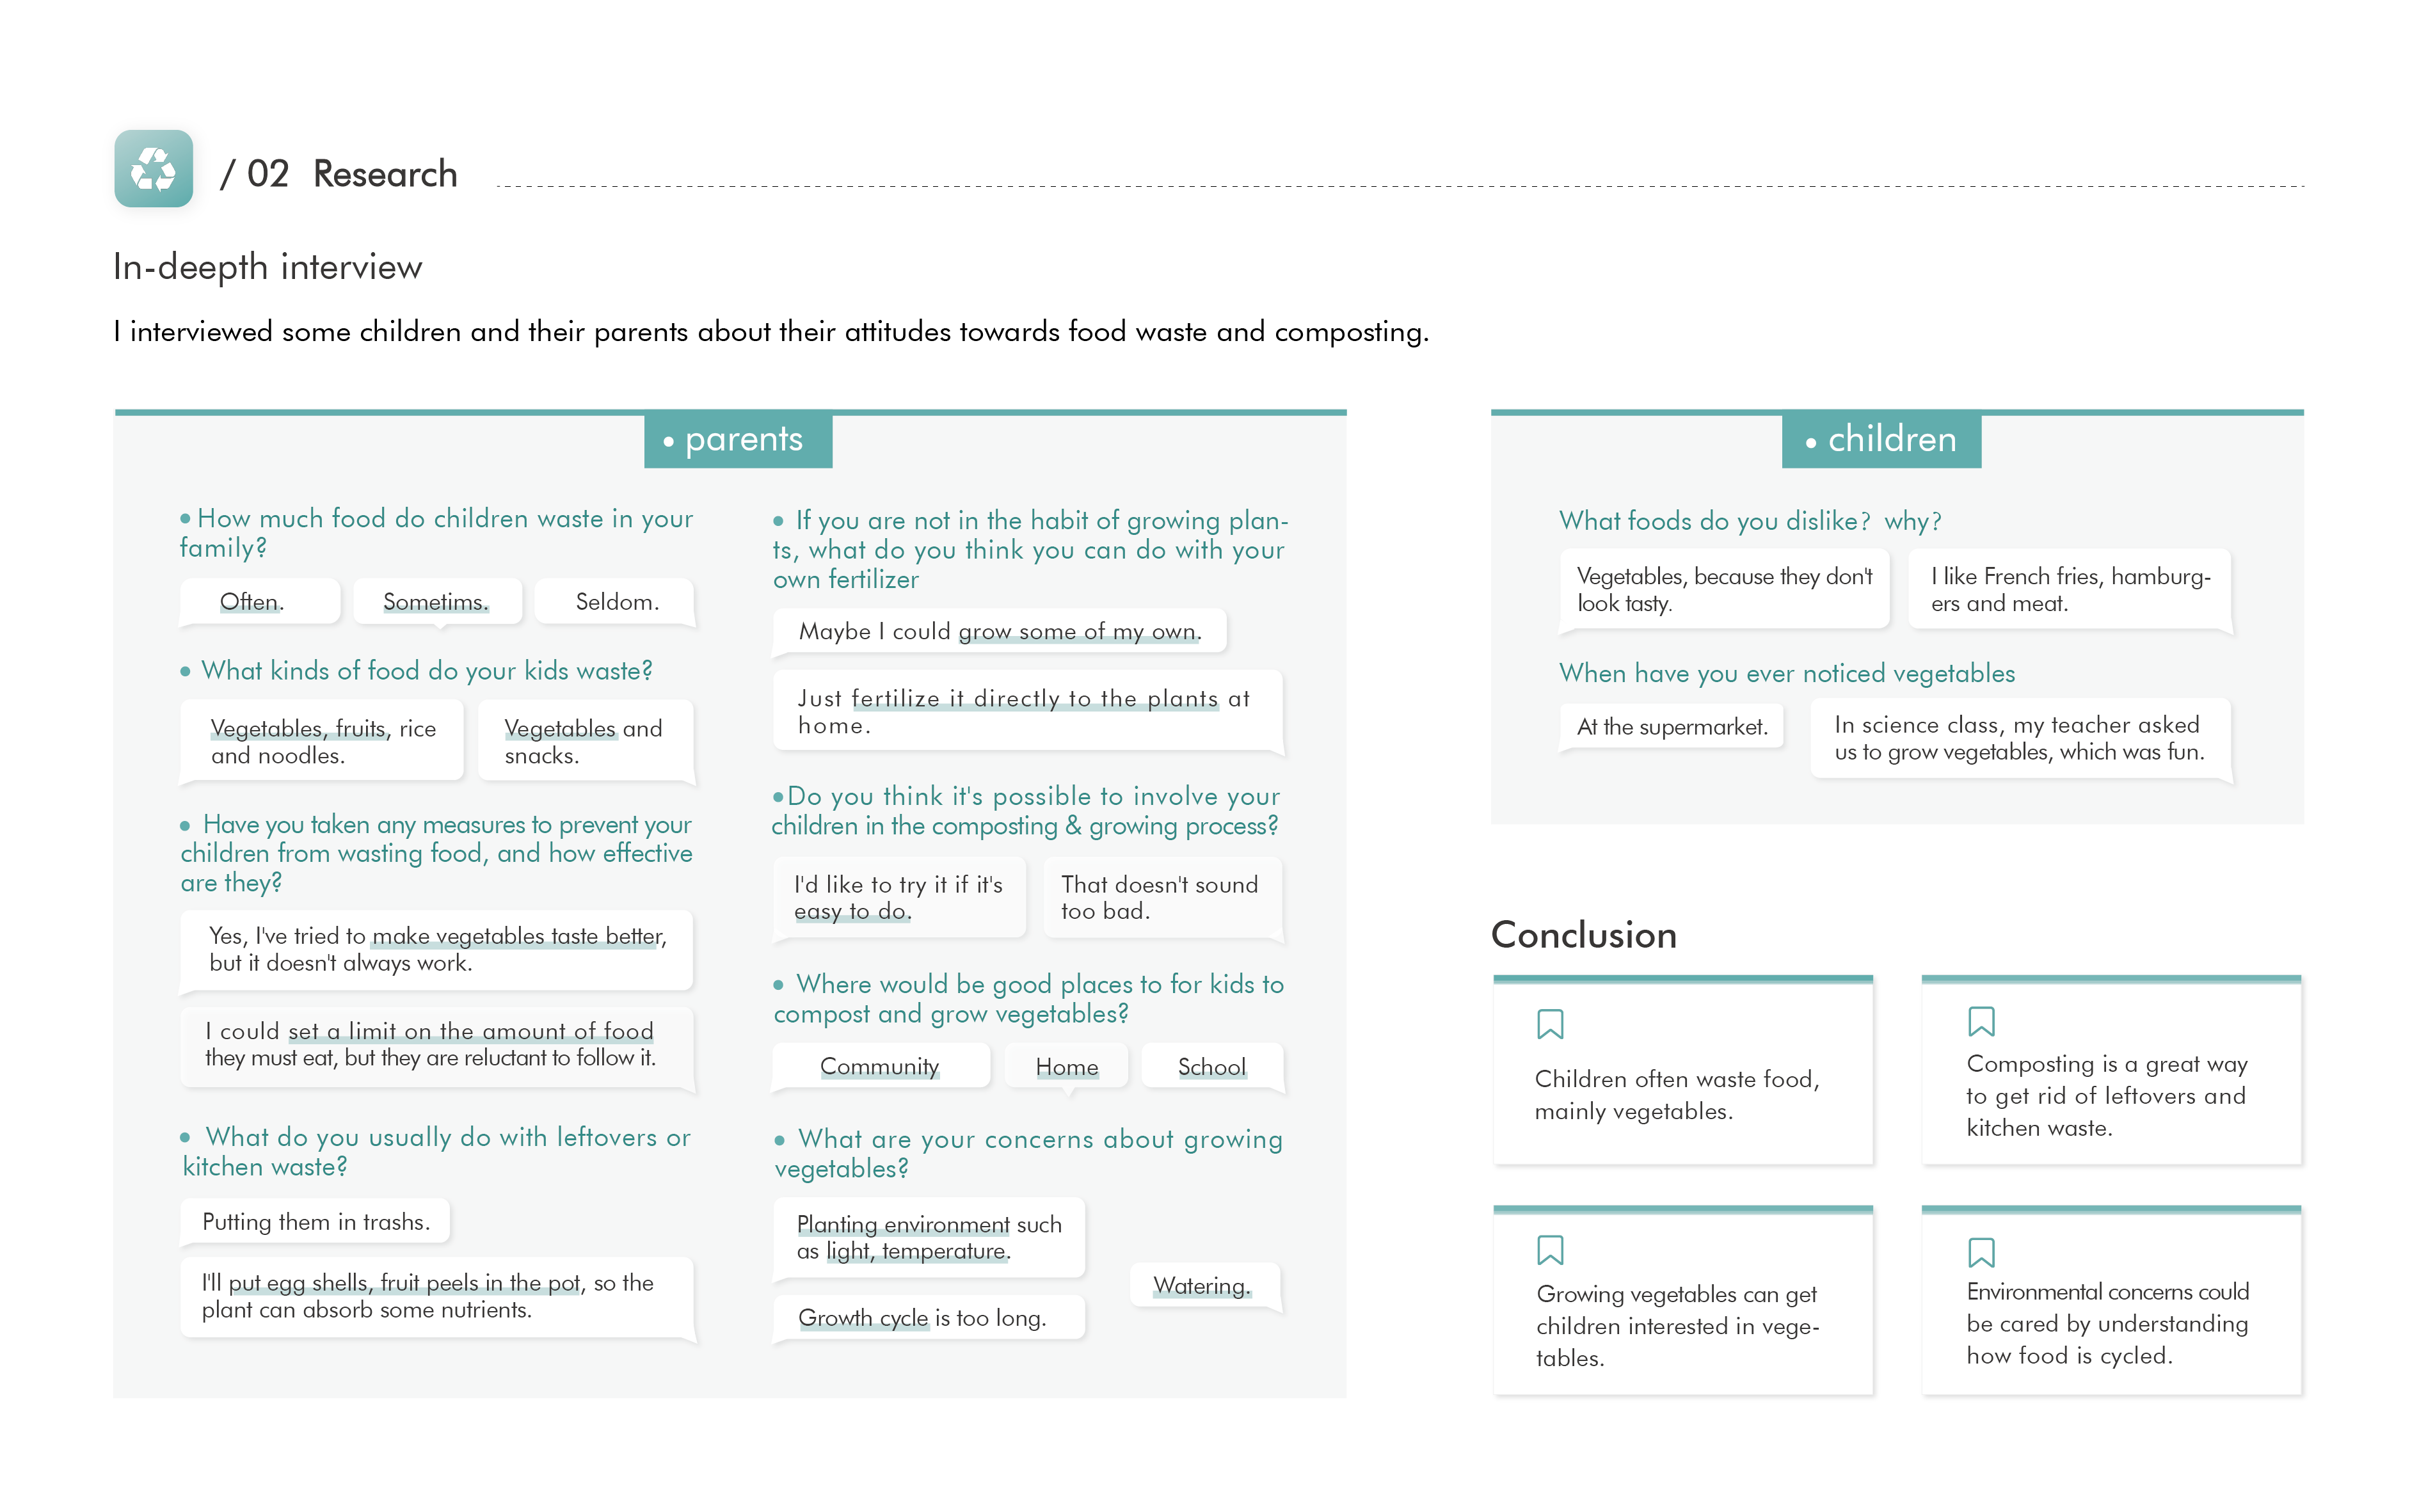 / 02 Research
In-deepth interview
I interviewed some children and their parents about their attitudes towards food waste and composting.
• parents
• How much food do children waste in your
family?
Often.
Sometims.
Seldom.
• What kinds of food do your kids waste?
Vegetables, fruits, rice
and noodles.
Vegetables and
snacks.
• Have you taken any measures to prevent your
children from wasting food, and how effective
are they?
Yes, I've tried to make vegetables taste better,
but it doesn't always work.
I could set a limit on the amount of food
they must eat, but they are reluctant to follow it.
• What do you usually do with leftovers or
kitchen waste?
Putting them in trashs.
I'll put egg shells, fruit peels in the pot, so the
plant can absorb some nutrients.
• If you are not in the habit of growing plan-
ts, what do you think you can do with your
own fertilizer
Maybe I could grow some of my own.
Just fertilize it directly to the plants at
home.
•Do you think it's possible to involve your
children in the composting & growing process?
I'd like to try it if it's
easy to do.
That doesn't sound
too bad.
• Where would be good places to for kids to
compost and grow vegetables?
Community
Home
School
• What are your concerns about growing
vegetables?
Planting environment such
as light, temperature.
Watering.
Growth cycle is too long.
• children
What foods do you dislike? why?
Vegetables, because they don't
look tasty.
I like French fries, hamburg-
ers and meat.
When have you ever noticed vegetables
At the supermarket.
In science class, my teacher asked
us to grow vegetables, which was fun.
Conclusion
Children often waste food,
mainly vegetables.
Composting is a great way
to get rid of leftovers and
kitchen waste.
Growing vegetables can get
children interested in vege-
tables.
Environmental concerns could
be cared by understanding
how food is cycled.